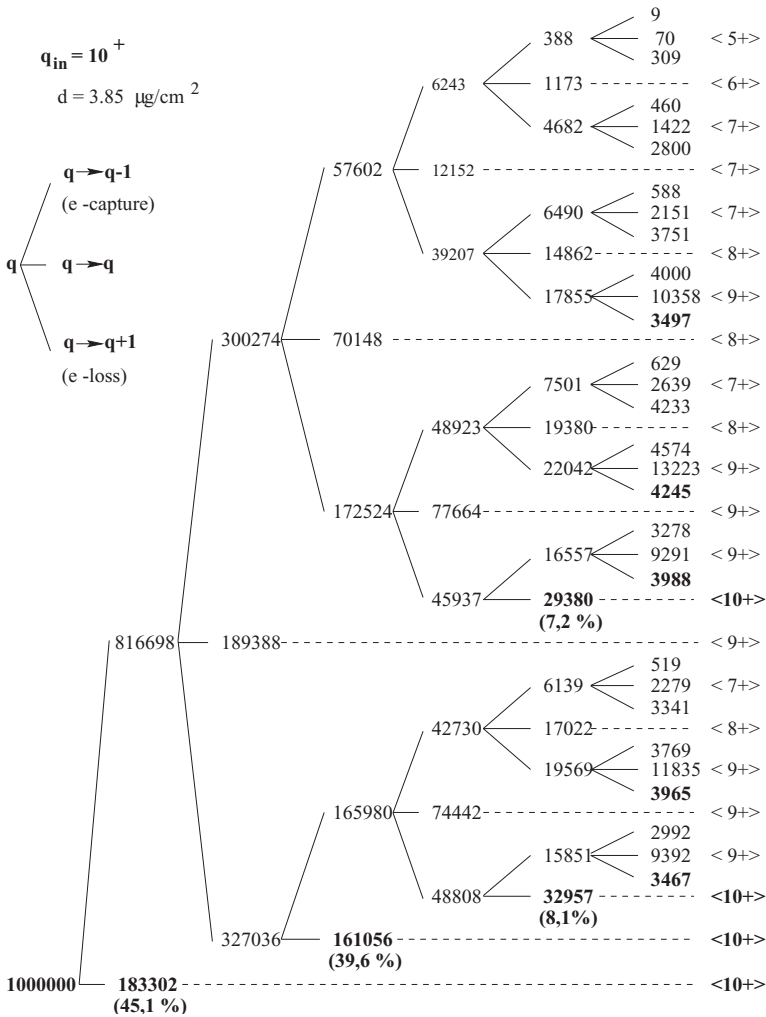 9
388 70 < 5+>
309
q_in = 10^+
6243 1173 < 6+>
d = 3.85 μg/cm^2
460
4682 1422 < 7+>
2800
57602 12152 < 7+>
q→q-1
(e -capture)
588
6490 2151 < 7+>
3751
39207 14862 < 8+>
q q→q
4000
17855 10358 < 9+>
3497
300274 70148 < 8+>
q→q+1
(e -loss)
629
7501 2639 < 7+>
4233
48923 19380 < 8+>
4574
22042 13223 < 9+>
4245
172524 77664 < 9+>
3278
16557 9291 < 9+>
3988
45937 29380 <10+>
(7,2 %)
816698 189388 < 9+>
519
6139 2279 < 7+>
3341
42730 17022 < 8+>
3769
19569 11835 < 9+>
3965
165980 74442 < 9+>
2992
15851 9392 < 9+>
3467
48808 32957 <10+>
(8,1%)
327036 161056 <10+>
(39,6 %)
1000000 183302 <10+>
(45,1 %)